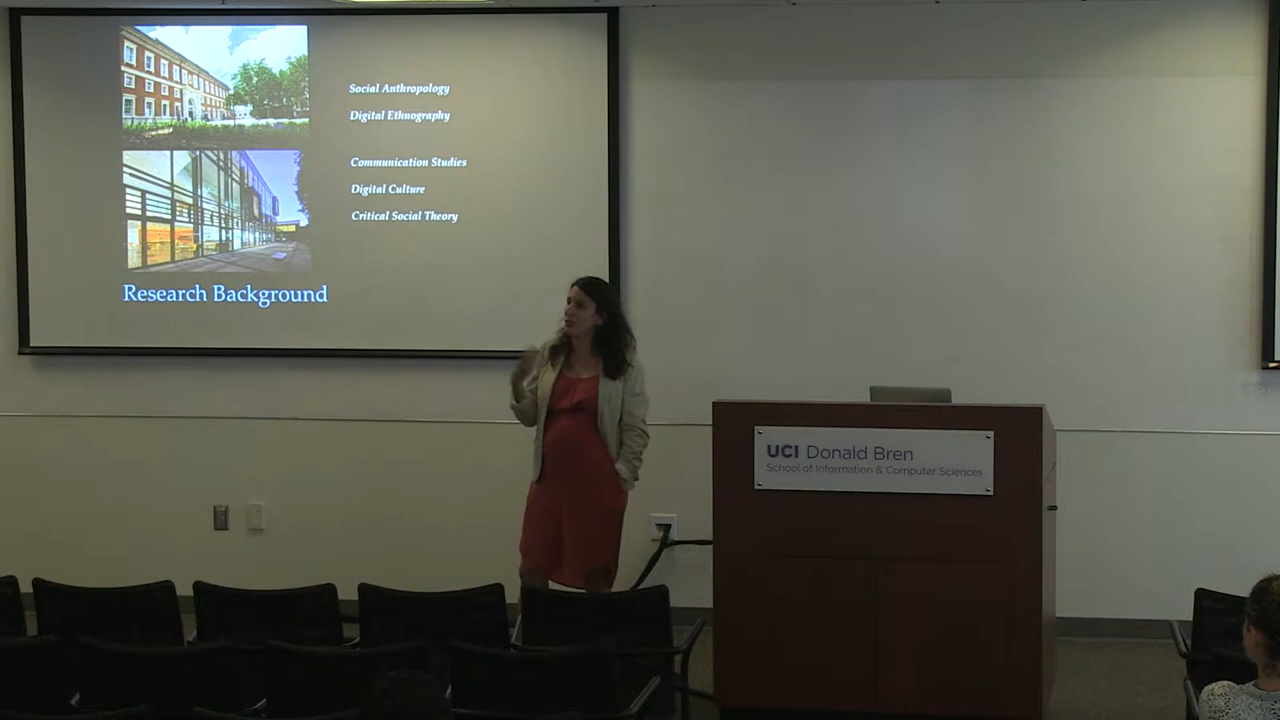 Social Anthropology
Digital Ethnography
Communication Studies
Digital Culture
Critical Social Theory
Research Background
UCI Donald Bren
School of Information & Computer Sciences